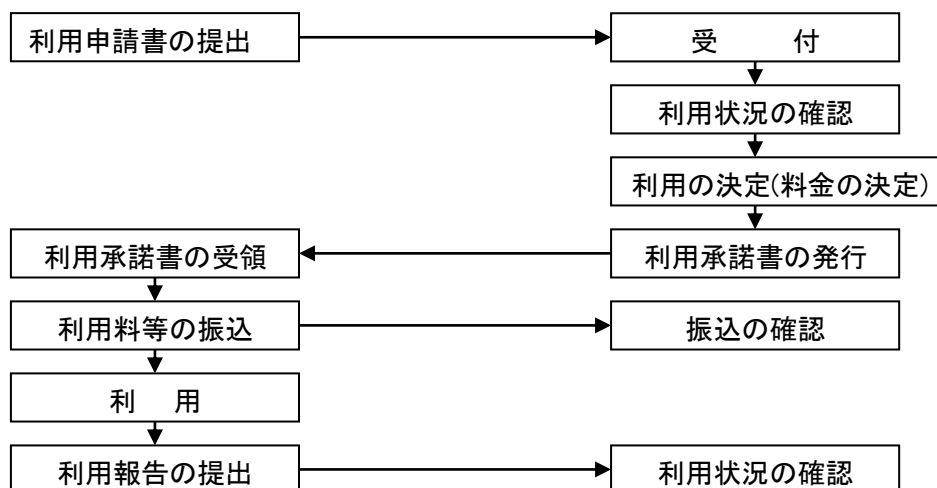 利用申請書の提出
受　　付
利用状況の確認
利用の決定(料金の決定)
利用承諾書の受領
利用承諾書の発行
利用料等の振込
振込の確認
利　用
利用報告の提出
利用状況の確認